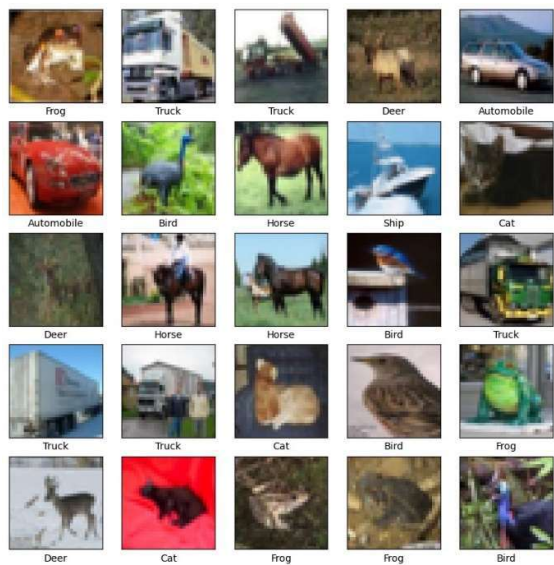 Frog Truck Truck Deer Automobile
Automobile Bird Horse Ship Cat
Deer Horse Horse Bird Truck
Truck Truck Cat Bird Frog
Deer Cat Frog Frog Bird